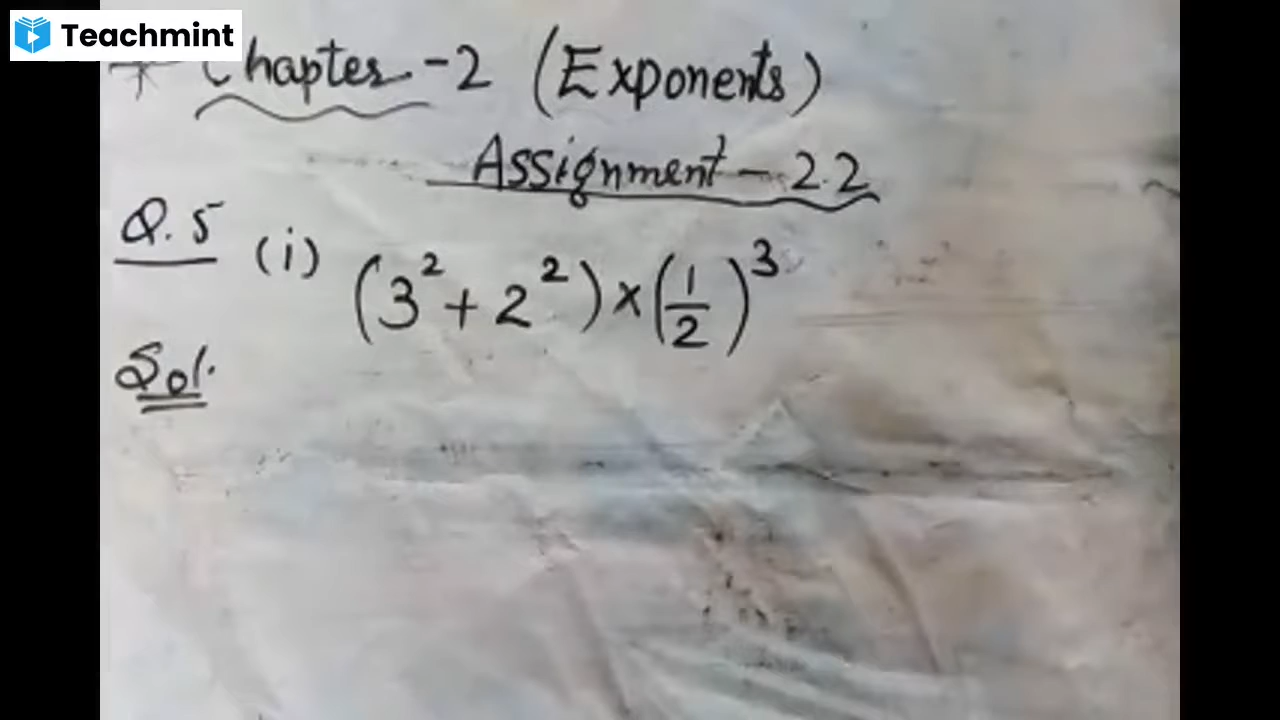 Teachmint
* Chapter-2 (Exponents)
Assignment - 2.2
Q.5 (i) (3² + 2²) × (1/2)³
Sol.